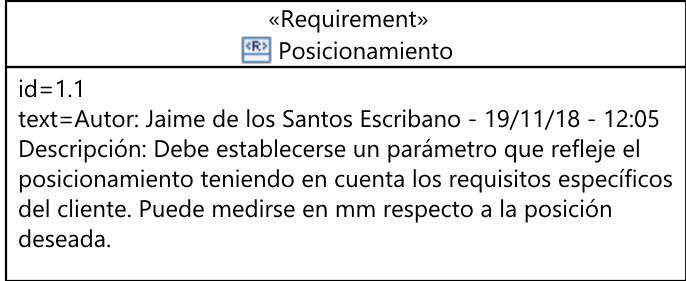 «Requirement»
<R> Posicionamiento
id=1.1
text=Autor: Jaime de los Santos Escribano - 19/11/18 - 12:05
Descripción: Debe establecerse un parámetro que refleje el
posicionamiento teniendo en cuenta los requisitos específicos
del cliente. Puede medirse en mm respecto a la posición
deseada.